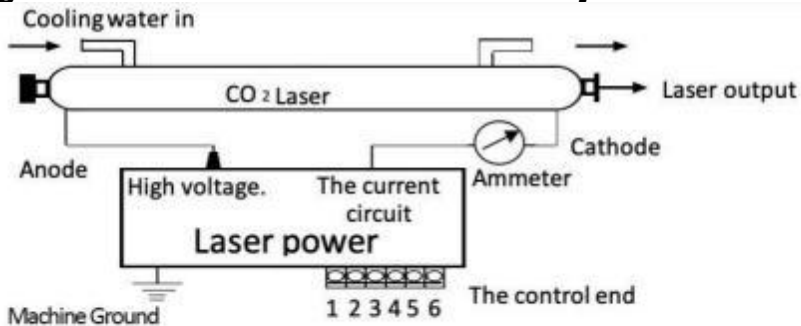 Cooling water in
CO 2 Laser
Laser output
Anode
Cathode
Ammeter
High voltage.
The current
circuit
Laser power
Machine Ground
1 2 3 4 5 6
The control end